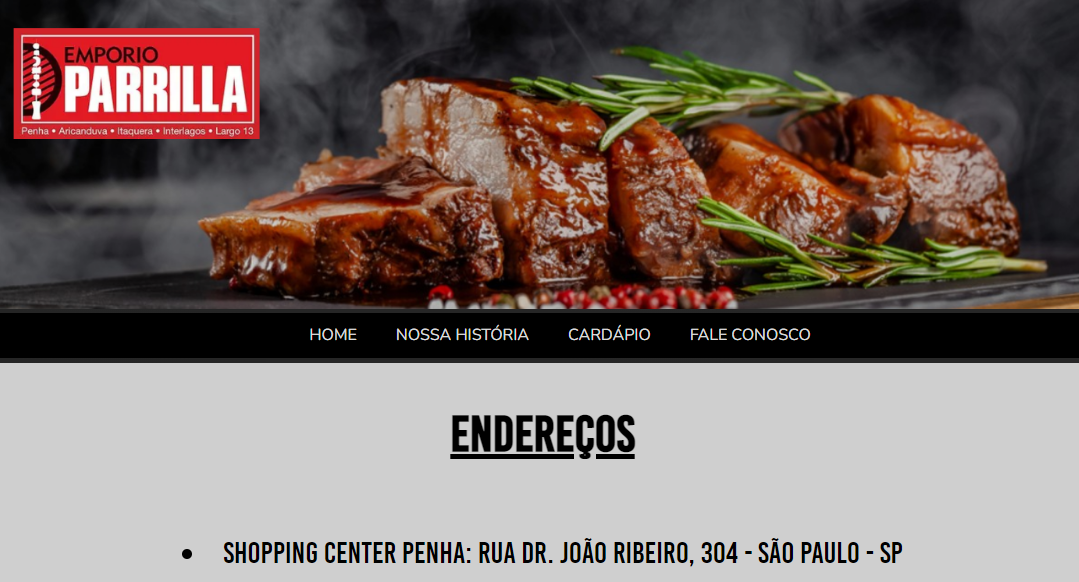 EMPORIO
PARRILLA
Penha • Aricanduva • Itaquera • Interlagos • Largo 13
HOME NOSSA HISTÓRIA CARDÁPIO FALE CONOSCO
ENDEREÇOS
• SHOPPING CENTER PENHA: RUA DR. JOÃO RIBEIRO, 304 - SÃO PAULO - SP